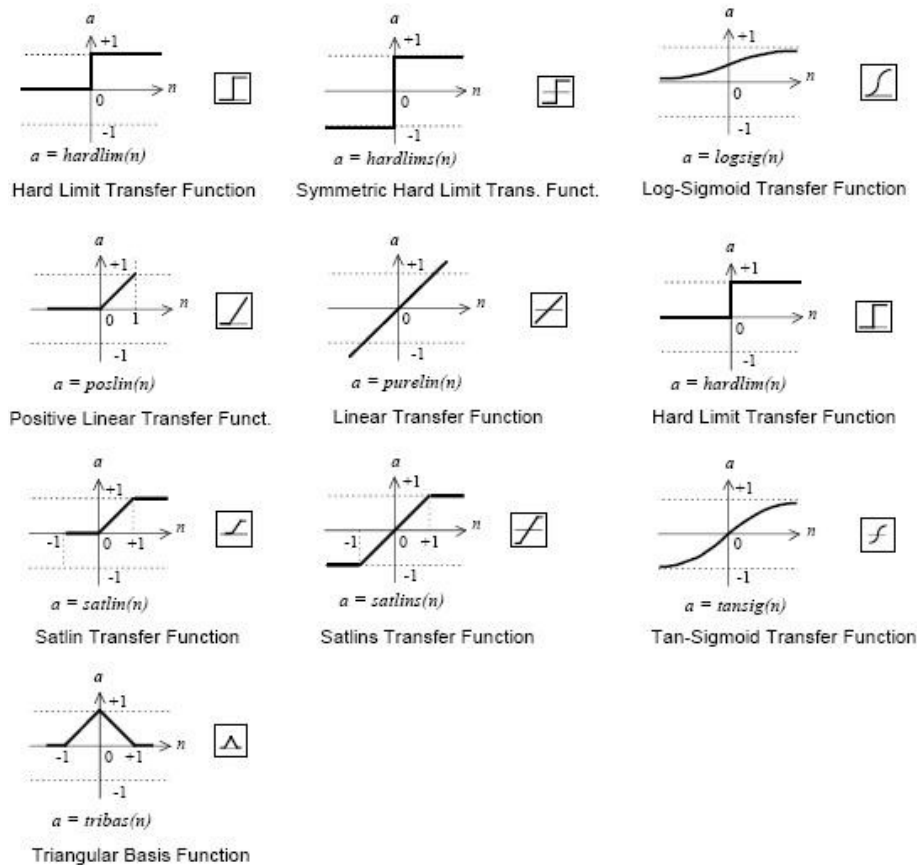 a
+1
n
0
-1
a = hardlim(n)
Hard Limit Transfer Function
a
+1
n
0
-1
a = hardlims(n)
Symmetric Hard Limit Trans. Funct.
a
+1
n
0
-1
a = logsig(n)
Log-Sigmoid Transfer Function
a
+1
n
0 1
-1
a = poslin(n)
Positive Linear Transfer Funct.
a
+1
n
0
-1
a = purelin(n)
Linear Transfer Function
a
+1
n
0
-1
a = hardlim(n)
Hard Limit Transfer Function
a
+1
n
-1 0 +1
-1
a = satlin(n)
Satlin Transfer Function
a
+1
n
-1 0 +1
-1
a = satlins(n)
Satlins Transfer Function
a
+1
n
0
-1
a = tansig(n)
Tan-Sigmoid Transfer Function
a
+1
n
-1 0 +1
-1
a = tribas(n)
Triangular Basis Function